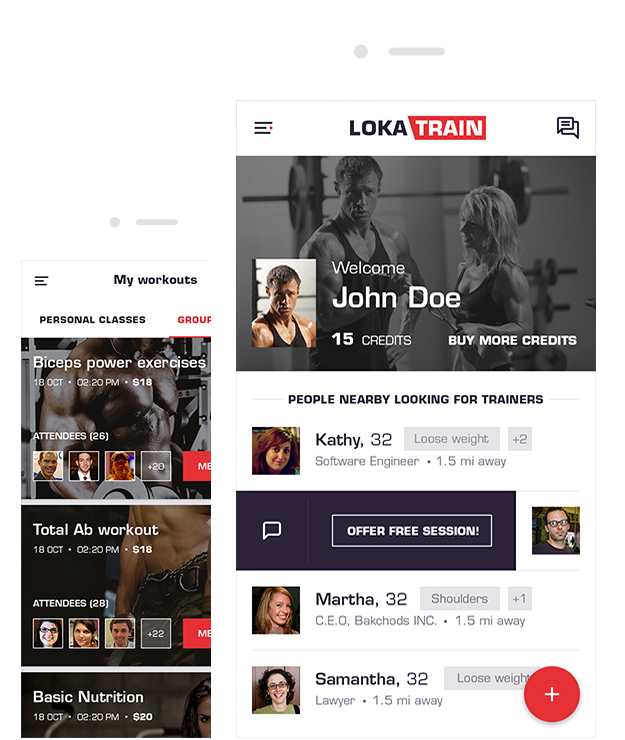 My workouts
PERSONAL CLASSES
GROUP
Biceps power exercises
18 OCT • 02:20 PM • $18
ATTENDEES (26)
+20
ME
Total Ab workout
18 OCT • 02:20 PM • $18
ATTENDEES (28)
+22
ME
Basic Nutrition
18 OCT • 02:20 PM • $20
LOKA TRAIN
Welcome
John Doe
15 CREDITS
BUY MORE CREDITS
PEOPLE NEARBY LOOKING FOR TRAINERS
Kathy, 32 Loose weight +2
Software Engineer • 1.5 mi away
OFFER FREE SESSION!
Martha, 32 Shoulders +1
C.E.O, Bakchods INC. • 1.5 mi away
Samantha, 32 Loose weight
Lawyer • 1.5 mi away
+